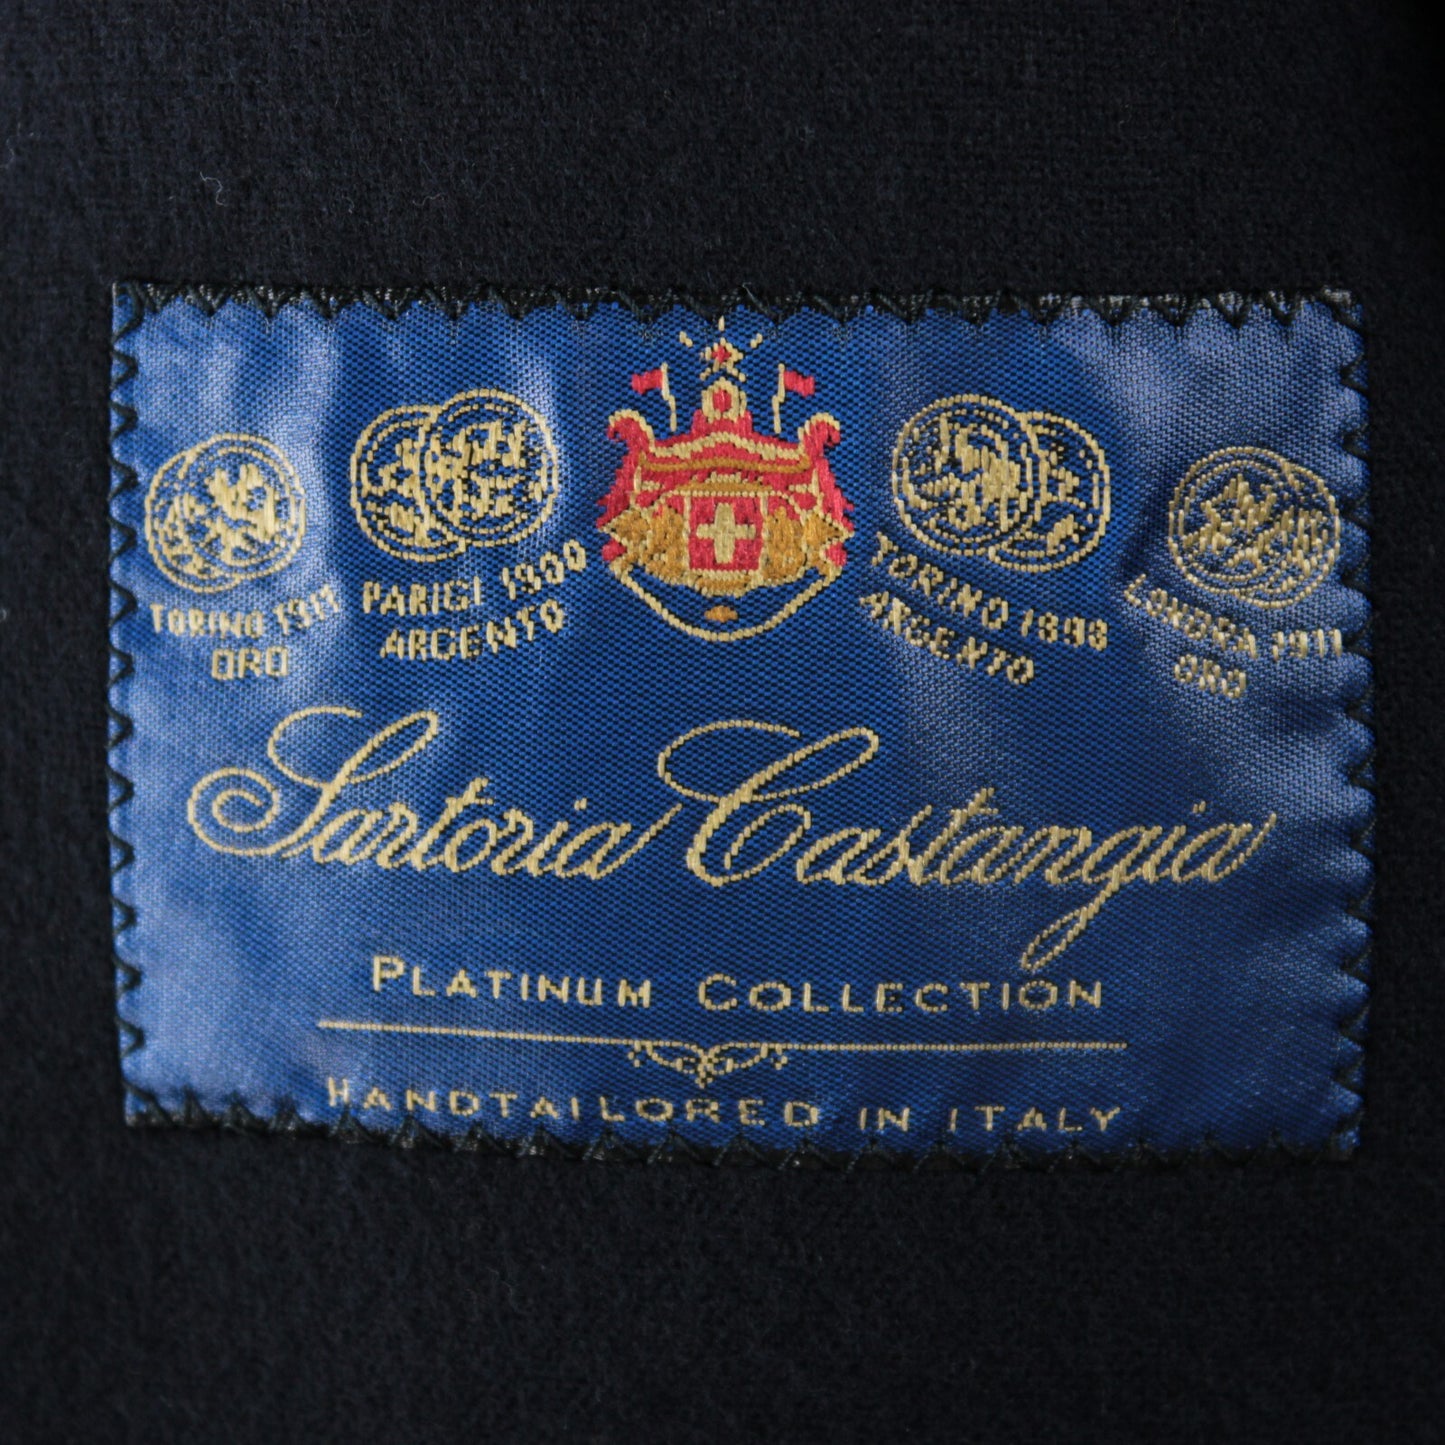 TORINO 1911
ORO
PARIGI 1900
ARGENTO
TORINO 1898
ARGENTO
LONDRA 1911
ORO
Sartoria Castangia
PLATINUM COLLECTION
HANDTAILORED IN ITALY